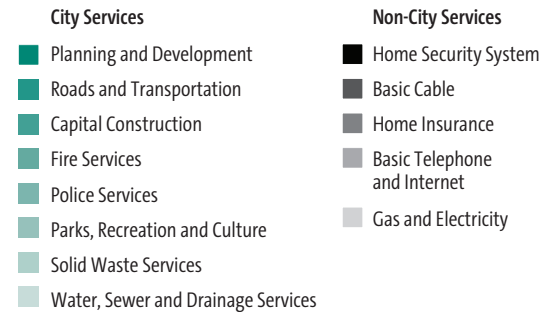 City Services
Planning and Development
Roads and Transportation
Capital Construction
Fire Services
Police Services
Parks, Recreation and Culture
Solid Waste Services
Water, Sewer and Drainage Services
Non-City Services
Home Security System
Basic Cable
Home Insurance
Basic Telephone
and Internet
Gas and Electricity